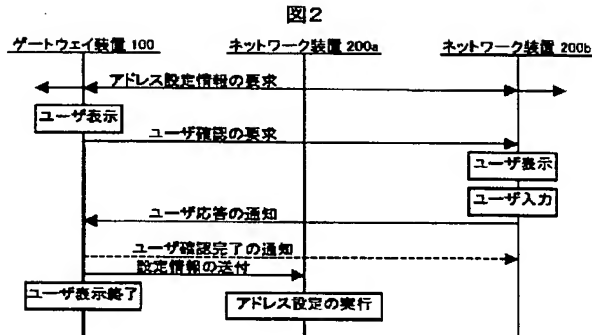 図2
ゲートウェイ装置 100
ネットワーク装置 200a
ネットワーク装置 200b
アドレス設定情報の要求
ユーザ表示
ユーザ確認の要求
ユーザ表示
ユーザ入力
ユーザ応答の通知
ユーザ確認完了の通知
設定情報の送付
ユーザ表示終了
アドレス設定の実行